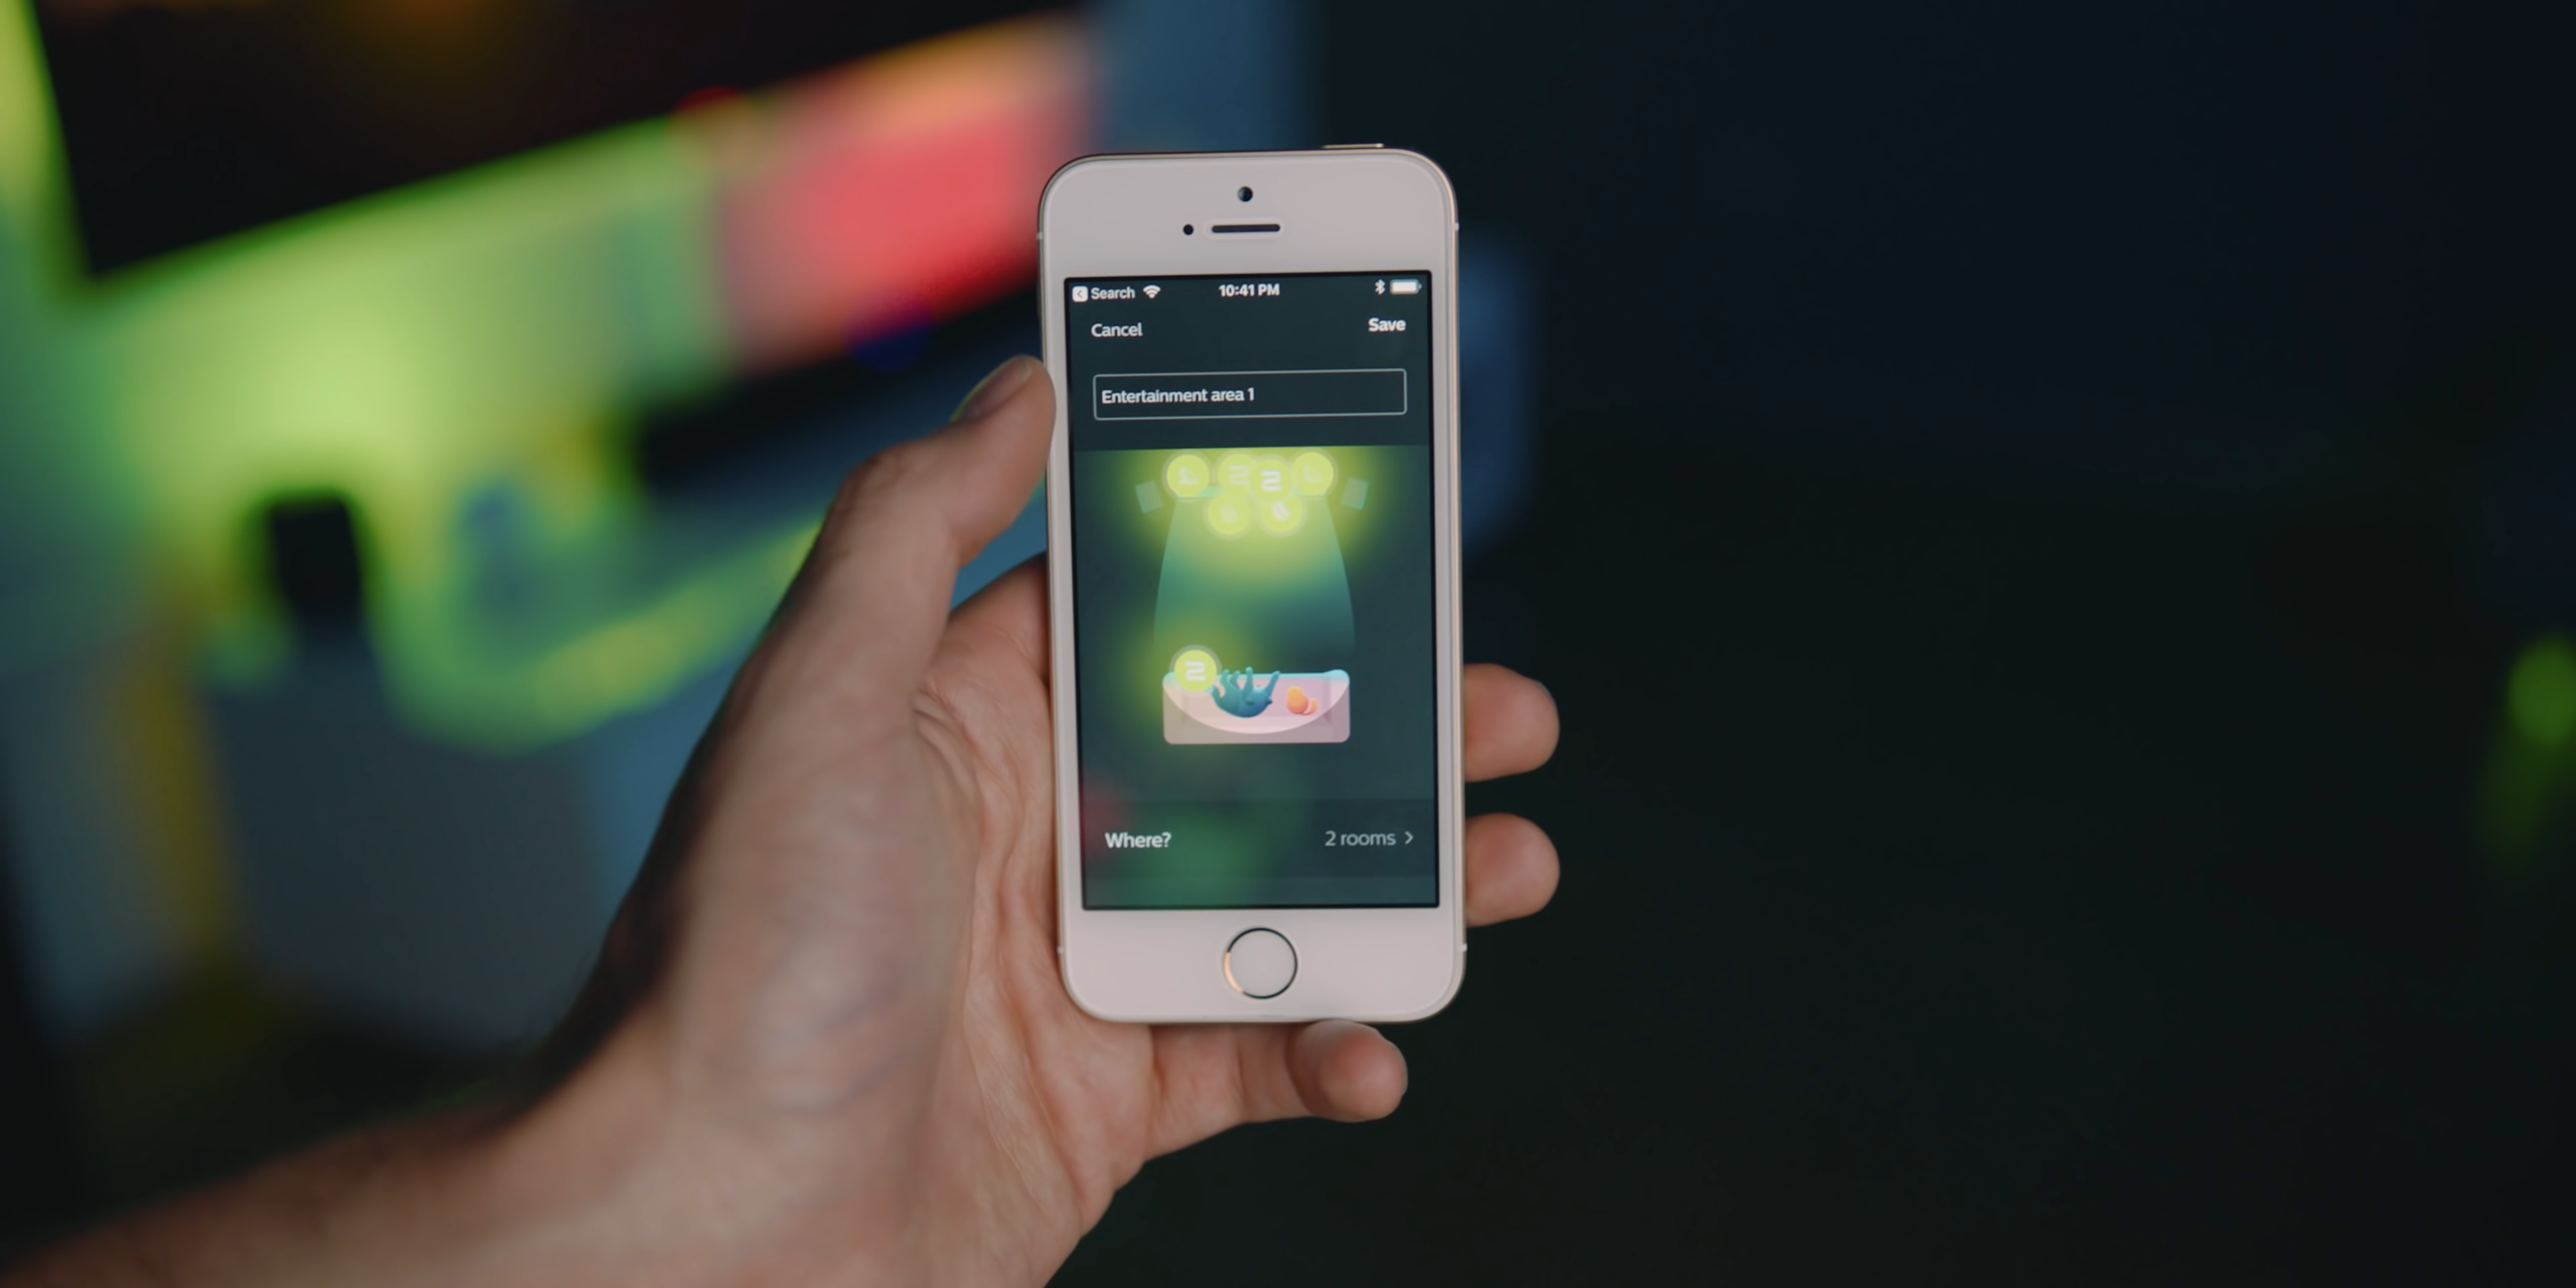 Search
10:41 PM
Cancel
Save
Entertainment area 1
Where?
2 rooms >